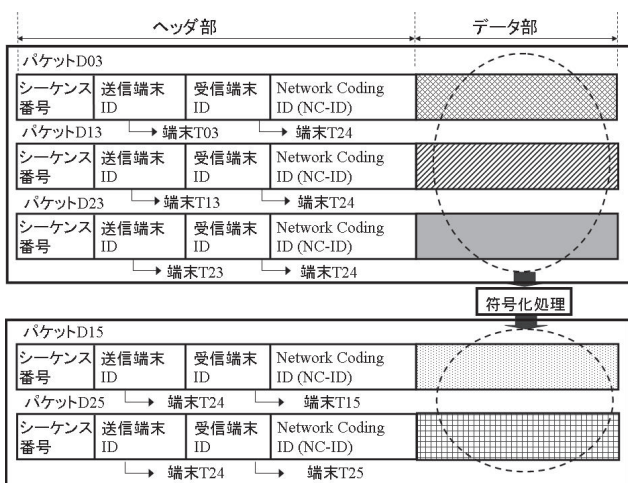 ヘッダ部 データ部
パケットD03
シーケンス番号 送信端末ID 受信端末ID Network Coding ID (NC-ID)
端末T03 端末T24
パケットD13
シーケンス番号 送信端末ID 受信端末ID Network Coding ID (NC-ID)
端末T13 端末T24
パケットD23
シーケンス番号 送信端末ID 受信端末ID Network Coding ID (NC-ID)
端末T23 端末T24
符号化処理
パケットD15
シーケンス番号 送信端末ID 受信端末ID Network Coding ID (NC-ID)
端末T24 端末T15
パケットD25
シーケンス番号 送信端末ID 受信端末ID Network Coding ID (NC-ID)
端末T24 端末T25